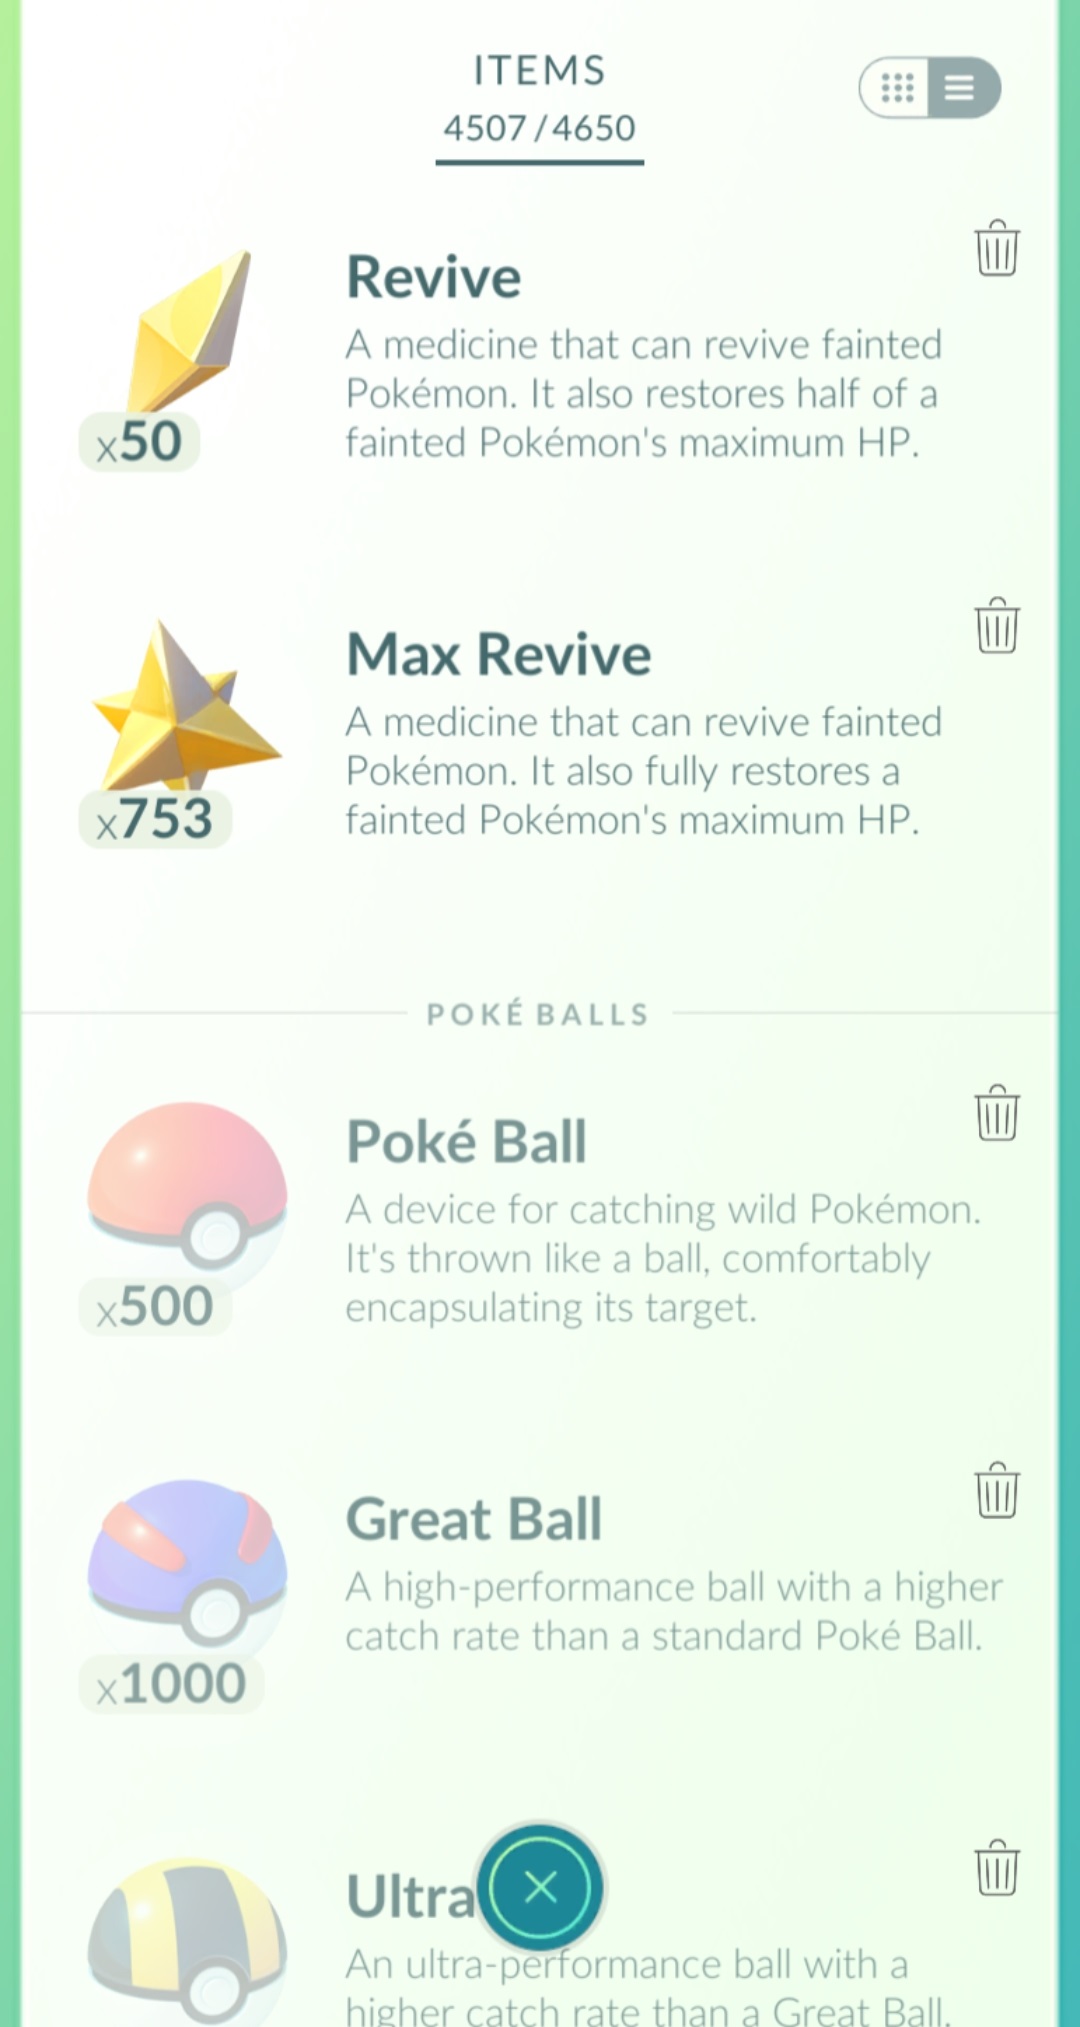 ITEMS
4507 / 4650
Revive
A medicine that can revive fainted
Pokémon. It also restores half of a
fainted Pokémon's maximum HP.
x50
Max Revive
A medicine that can revive fainted
Pokémon. It also fully restores a
fainted Pokémon's maximum HP.
x753
POKÉ BALLS
Poké Ball
A device for catching wild Pokémon.
It's thrown like a ball, comfortably
encapsulating its target.
x500
Great Ball
A high-performance ball with a higher
catch rate than a standard Poké Ball.
x1000
Ultra
An ultra-performance ball with a
higher catch rate than a Great Ball.